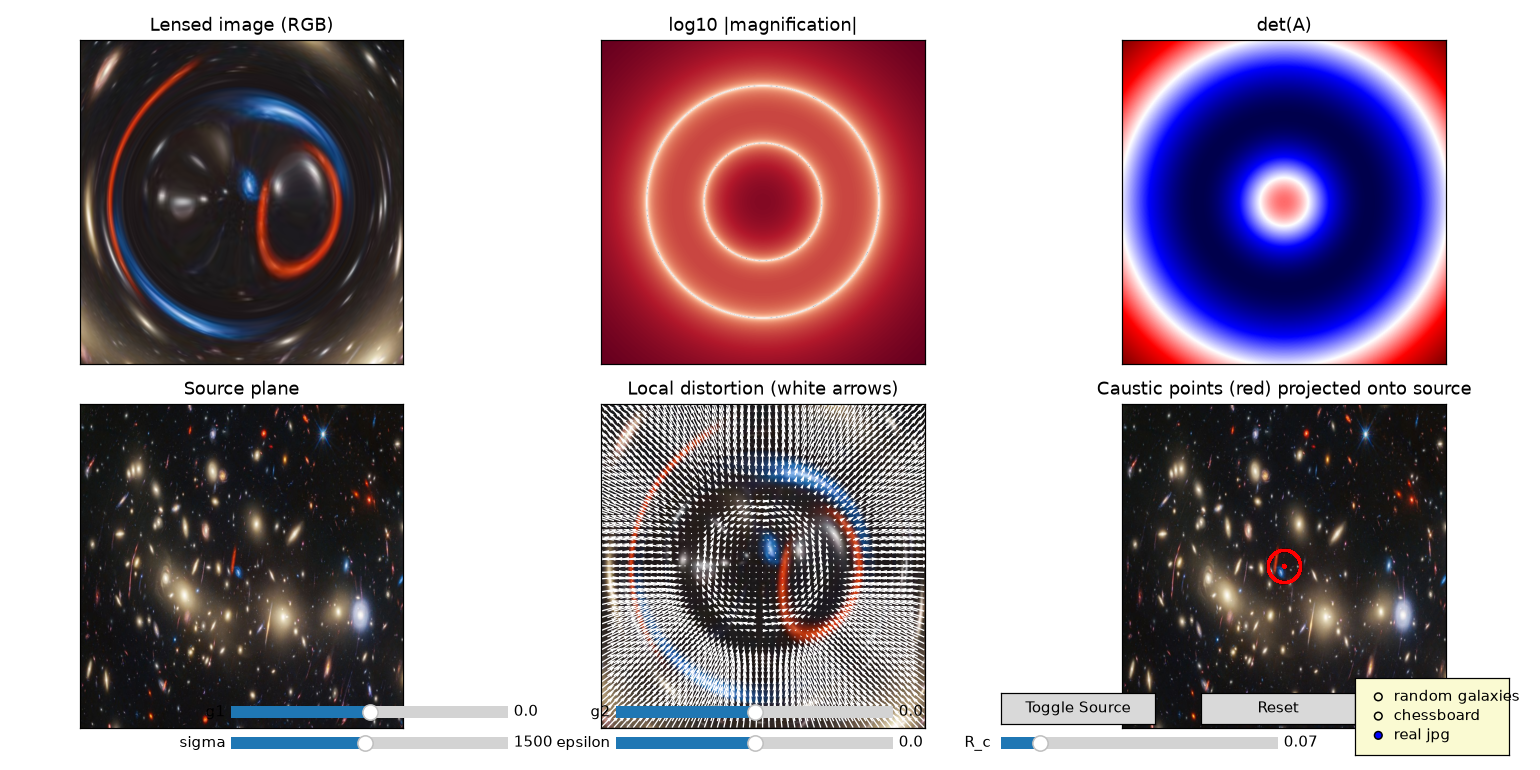 Lensed image (RGB)
log10 |magnification|
det(A)
Source plane
Local distortion (white arrows)
Caustic points (red) projected onto source
g1
0.0
g2
0.0
Toggle Source
Reset
random galaxies
chessboard
real jpg
sigma
1500
epsilon
0.0
R_c
0.07